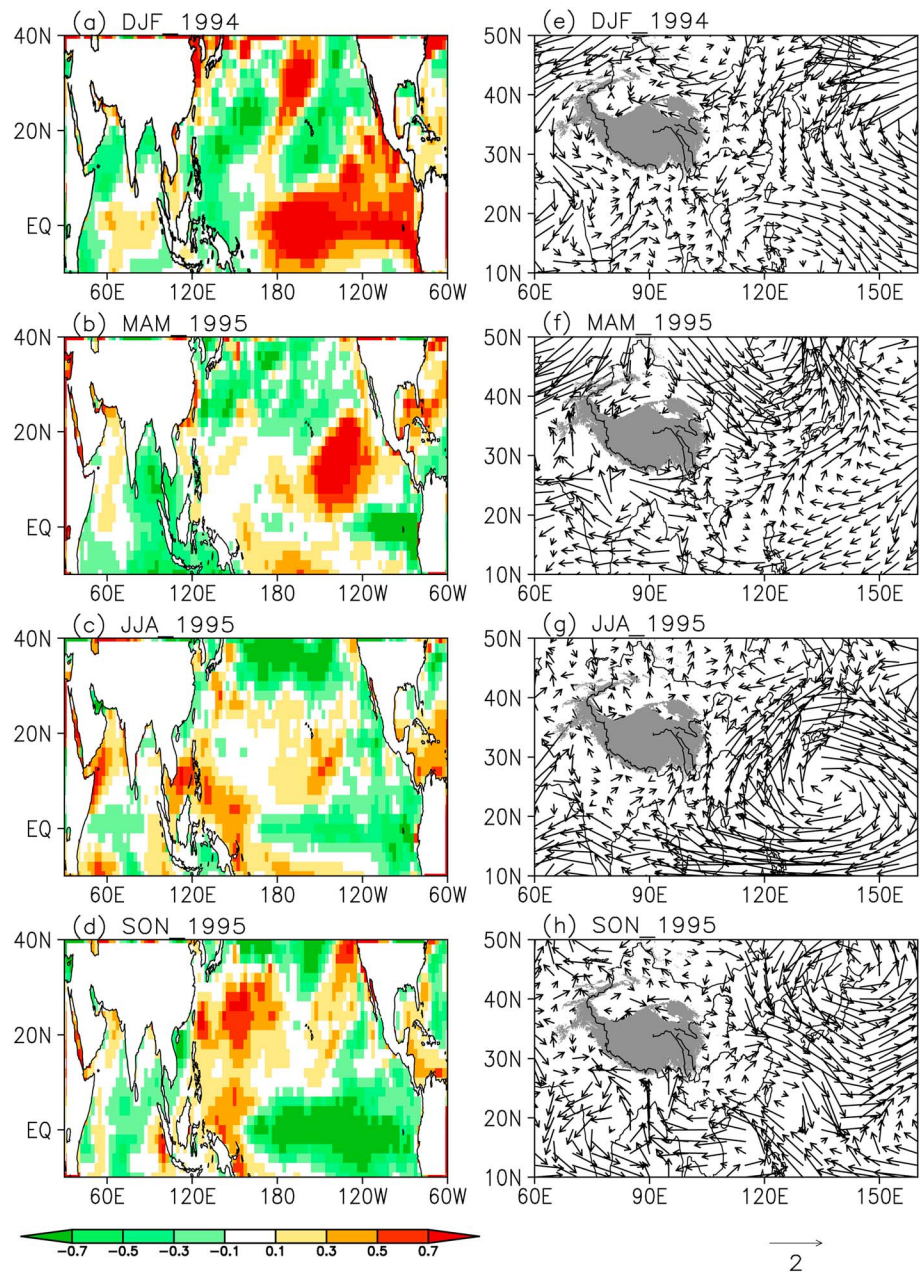 (a) DJF_1994
40N
20N
EQ
60E 120E 180 120W 60W
(e) DJF_1994
50N
40N
30N
20N
10N
60E 90E 120E 150E
(b) MAM_1995
40N
20N
EQ
60E 120E 180 120W 60W
(f) MAM_1995
50N
40N
30N
20N
10N
60E 90E 120E 150E
(c) JJA_1995
40N
20N
EQ
60E 120E 180 120W 60W
(g) JJA_1995
50N
40N
30N
20N
10N
60E 90E 120E 150E
(d) SON_1995
40N
20N
EQ
60E 120E 180 120W 60W
(h) SON_1995
50N
40N
30N
20N
10N
60E 90E 120E 150E
-0.7 -0.5 -0.3 -0.1 0.1 0.3 0.5 0.7
2